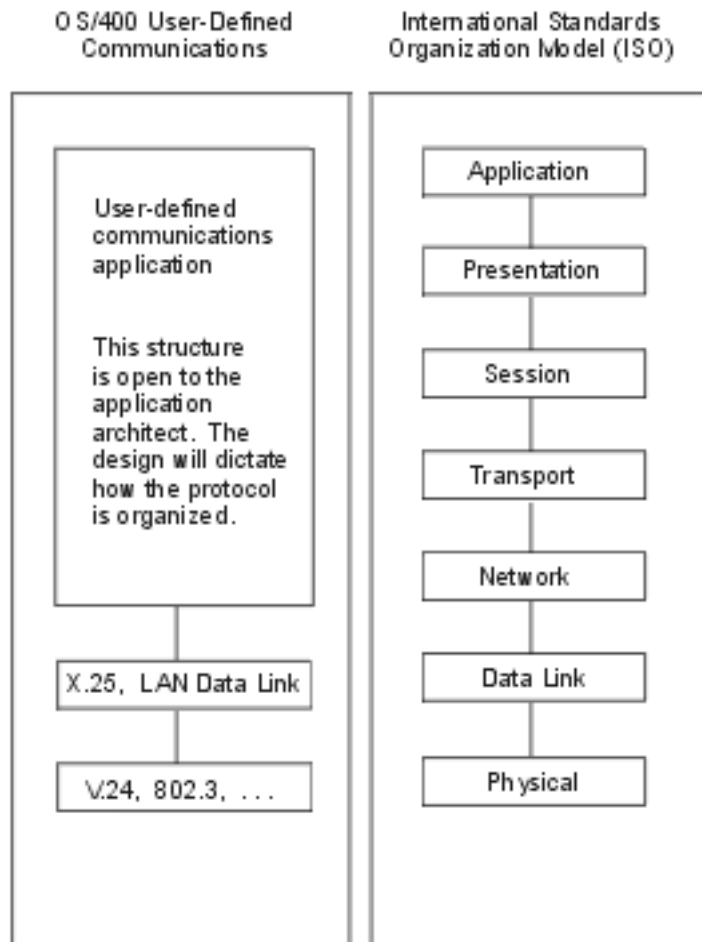 OS/400 User-Defined
Communications
User-defined
communications
application
This structure
is open to the
application
architect. The
design will dictate
how the protocol
is organized.
X.25, LAN Data Link
V.24, 802.3, ...
International Standards
Organization Model (ISO)
Application
Presentation
Session
Transport
Network
Data Link
Physical